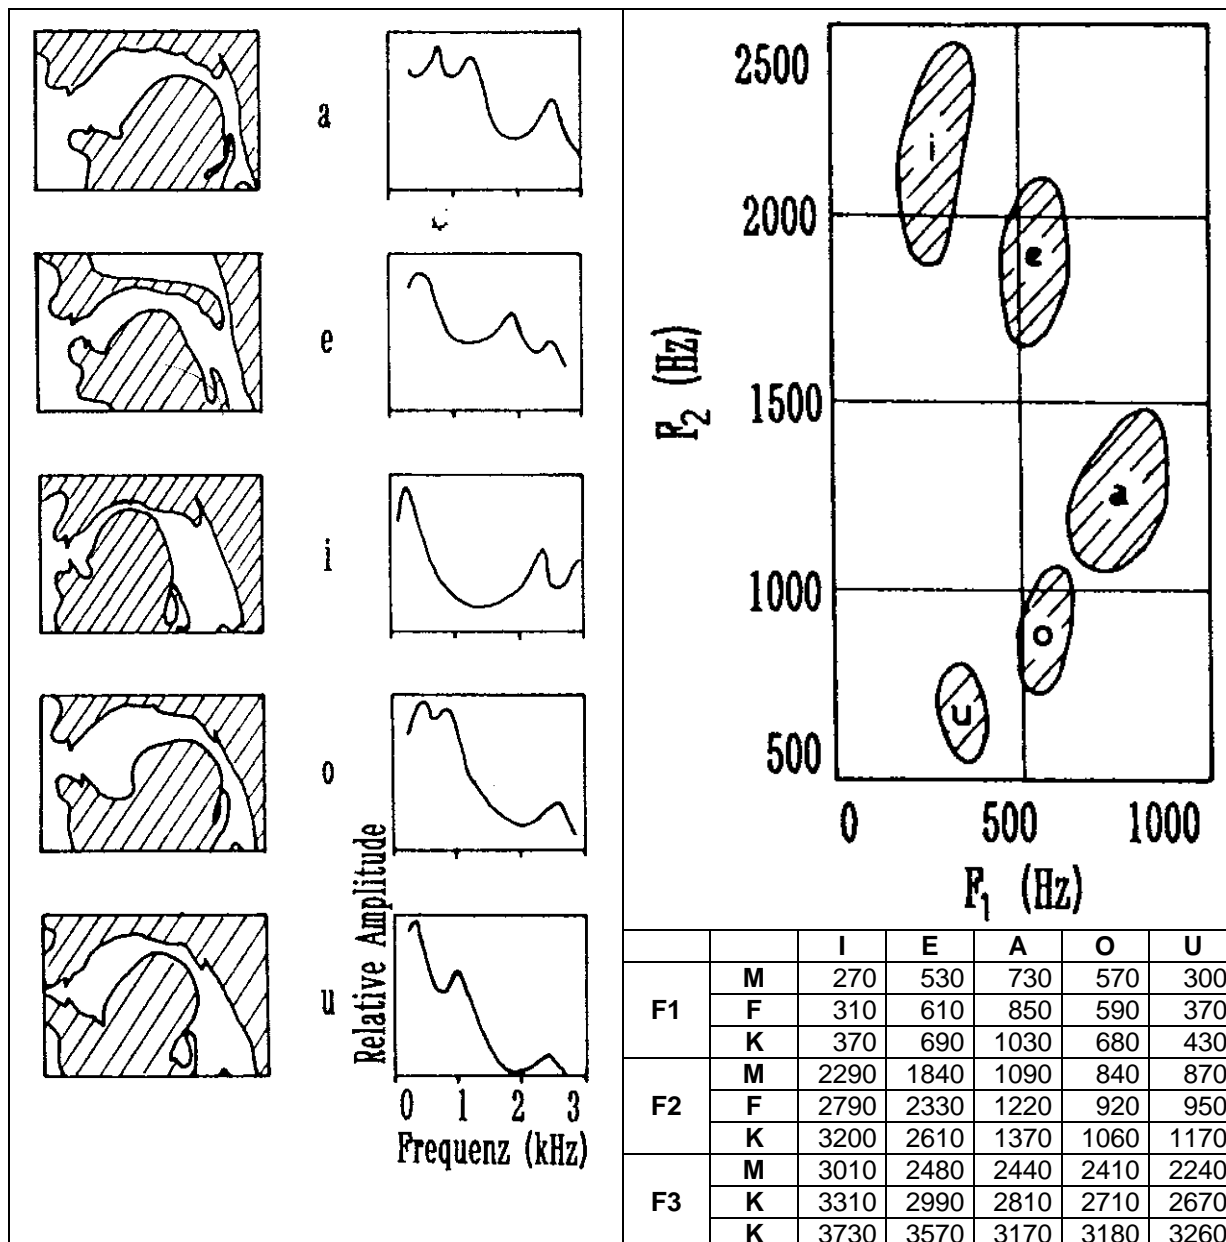 a
e
i
o
u
Relative Amplitude
0 1 2 3
Frequenz (kHz)
2500
2000
1500
1000
500
F₂ (Hz)
i
e
a
o
u
0 500 1000
F₁ (Hz)
I E A O U
F1 M 270 530 730 570 300
F 310 610 850 590 370
K 370 690 1030 680 430
F2 M 2290 1840 1090 840 870
F 2790 2330 1220 920 950
K 3200 2610 1370 1060 1170
F3 M 3010 2480 2440 2410 2240
K 3310 2990 2810 2710 2670
K 3730 3570 3170 3180 3260